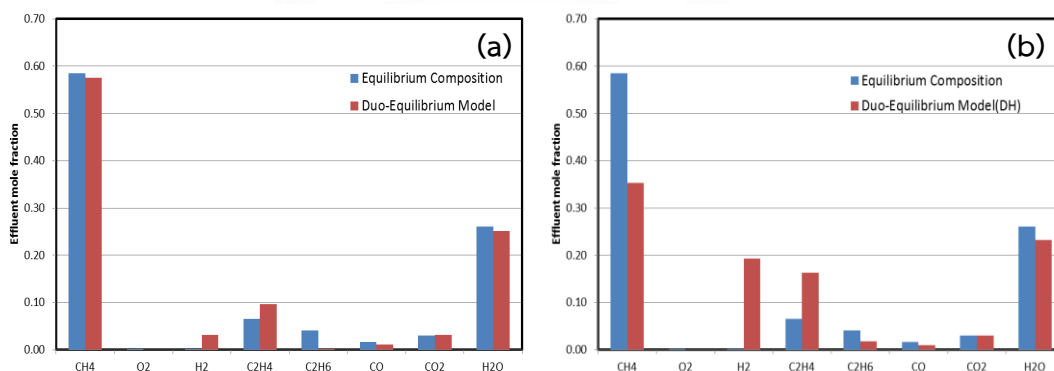 (a)
Equilibrium Composition
Duo-Equilibrium Model
Effluent mole fraction
0.70
0.60
0.50
0.40
0.30
0.20
0.10
0.00
CH4 O2 H2 C2H4 C2H6 CO CO2 H2O
(b)
Equilibrium Composition
Duo-Equilibrium Model(DH)
Effluent mole fraction
0.70
0.60
0.50
0.40
0.30
0.20
0.10
0.00
CH4 O2 H2 C2H4 C2H6 CO CO2 H2O